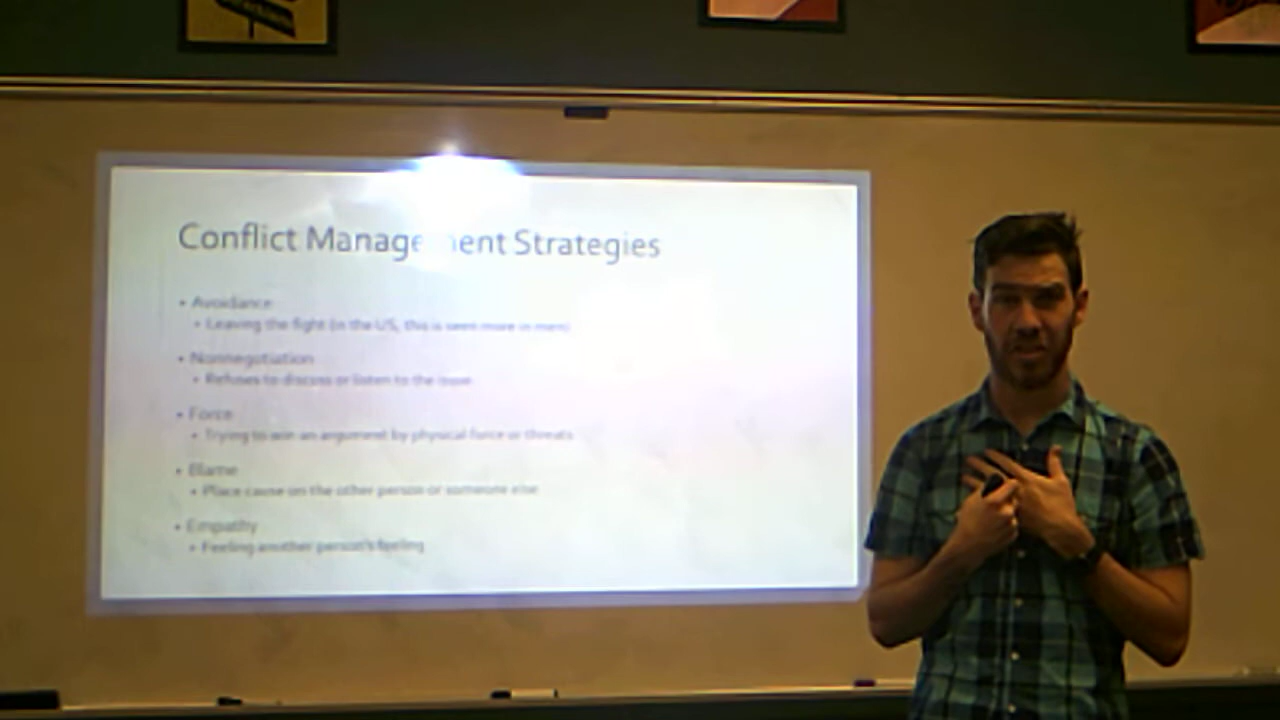 Conflict Management Strategies
• Avoidance
• Leaving the fight (in the US, this is seen more in men)
• Nonnegotiation
• Refuses to discuss or listen to the issue
• Force
• Trying to win an argument by physical force or threats
• Blame
• Place cause on the other person or someone else
• Empathy
• Feeling another person's feeling